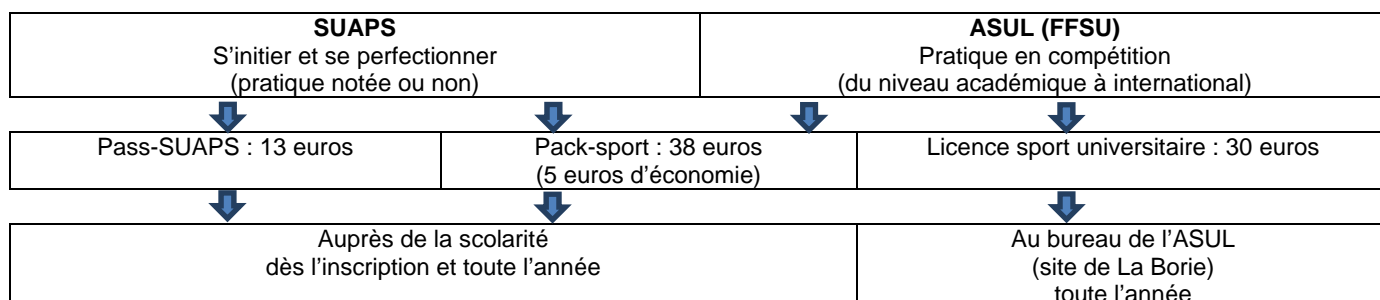 SUAPS
S'initier et se perfectionner
(pratique notée ou non)
ASUL (FFSU)
Pratique en compétition
(du niveau académique à international)
Pass-SUAPS : 13 euros
Pack-sport : 38 euros
(5 euros d'économie)
Licence sport universitaire : 30 euros
Auprès de la scolarité
dès l'inscription et toute l'année
Au bureau de l'ASUL
(site de La Borie)
toute l'année